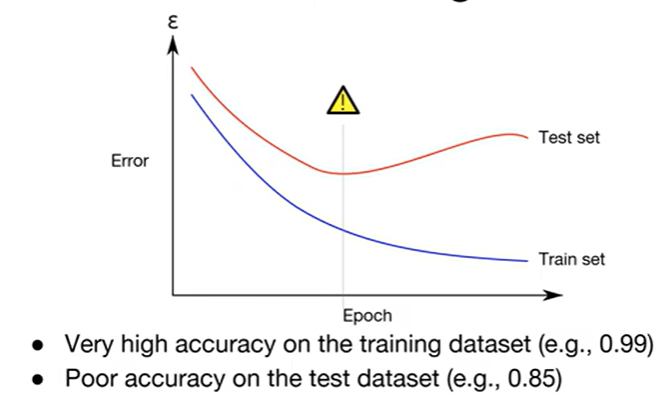 ε
Error
Test set
Train set
Epoch
● Very high accuracy on the training dataset (e.g., 0.99)
● Poor accuracy on the test dataset (e.g., 0.85)